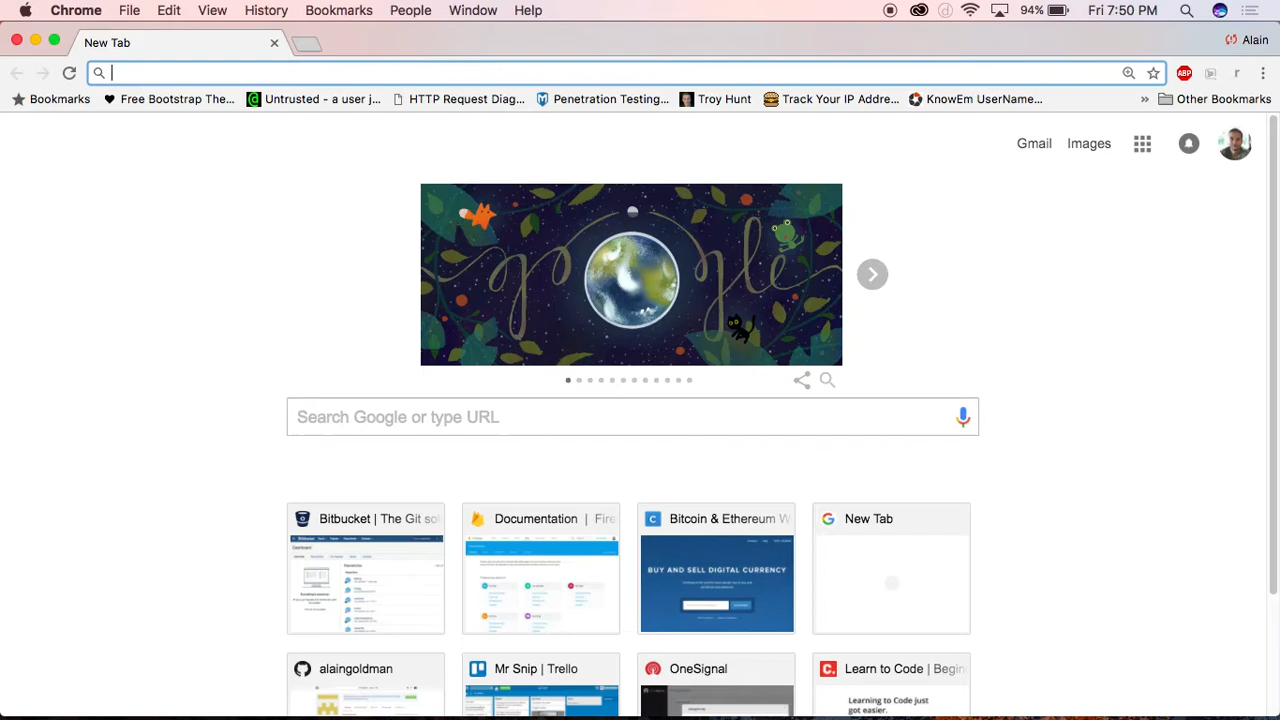 Chrome File Edit View History Bookmarks People Window Help 94% Fri 7:50 PM
New Tab Alain
Bookmarks Free Bootstrap The... Untrusted - a user j... HTTP Request Diag... Penetration Testing... Troy Hunt Track Your IP Addre... KnowEm UserName... » Other Bookmarks
ABP r
Gmail Images
Search Google or type URL
Bitbucket | The Git sol Documentation | Fire Bitcoin & Ethereum W New Tab
BUY AND SELL DIGITAL CURRENCY
alaingoldman Mr Snip | Trello OneSignal Learn to Code | Begin
Learning to Code just
got easier.